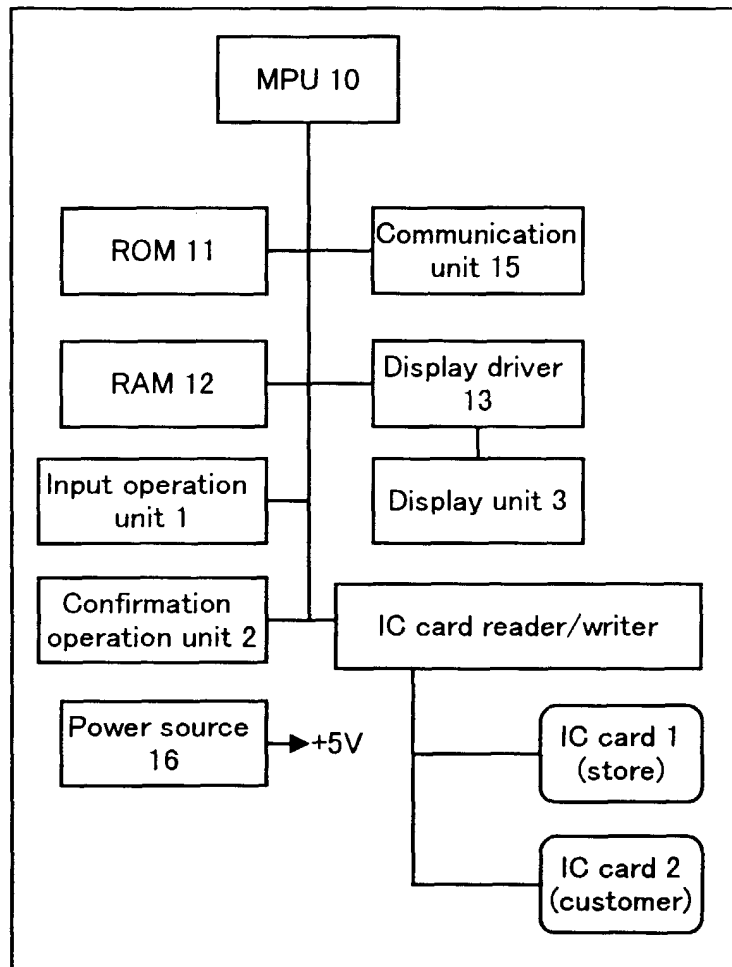 MPU 10
ROM 11
Communication
unit 15
RAM 12
Display driver
13
Input operation
unit 1
Display unit 3
Confirmation
operation unit 2
IC card reader/writer
Power source
16
+5V
IC card 1
(store)
IC card 2
(customer)